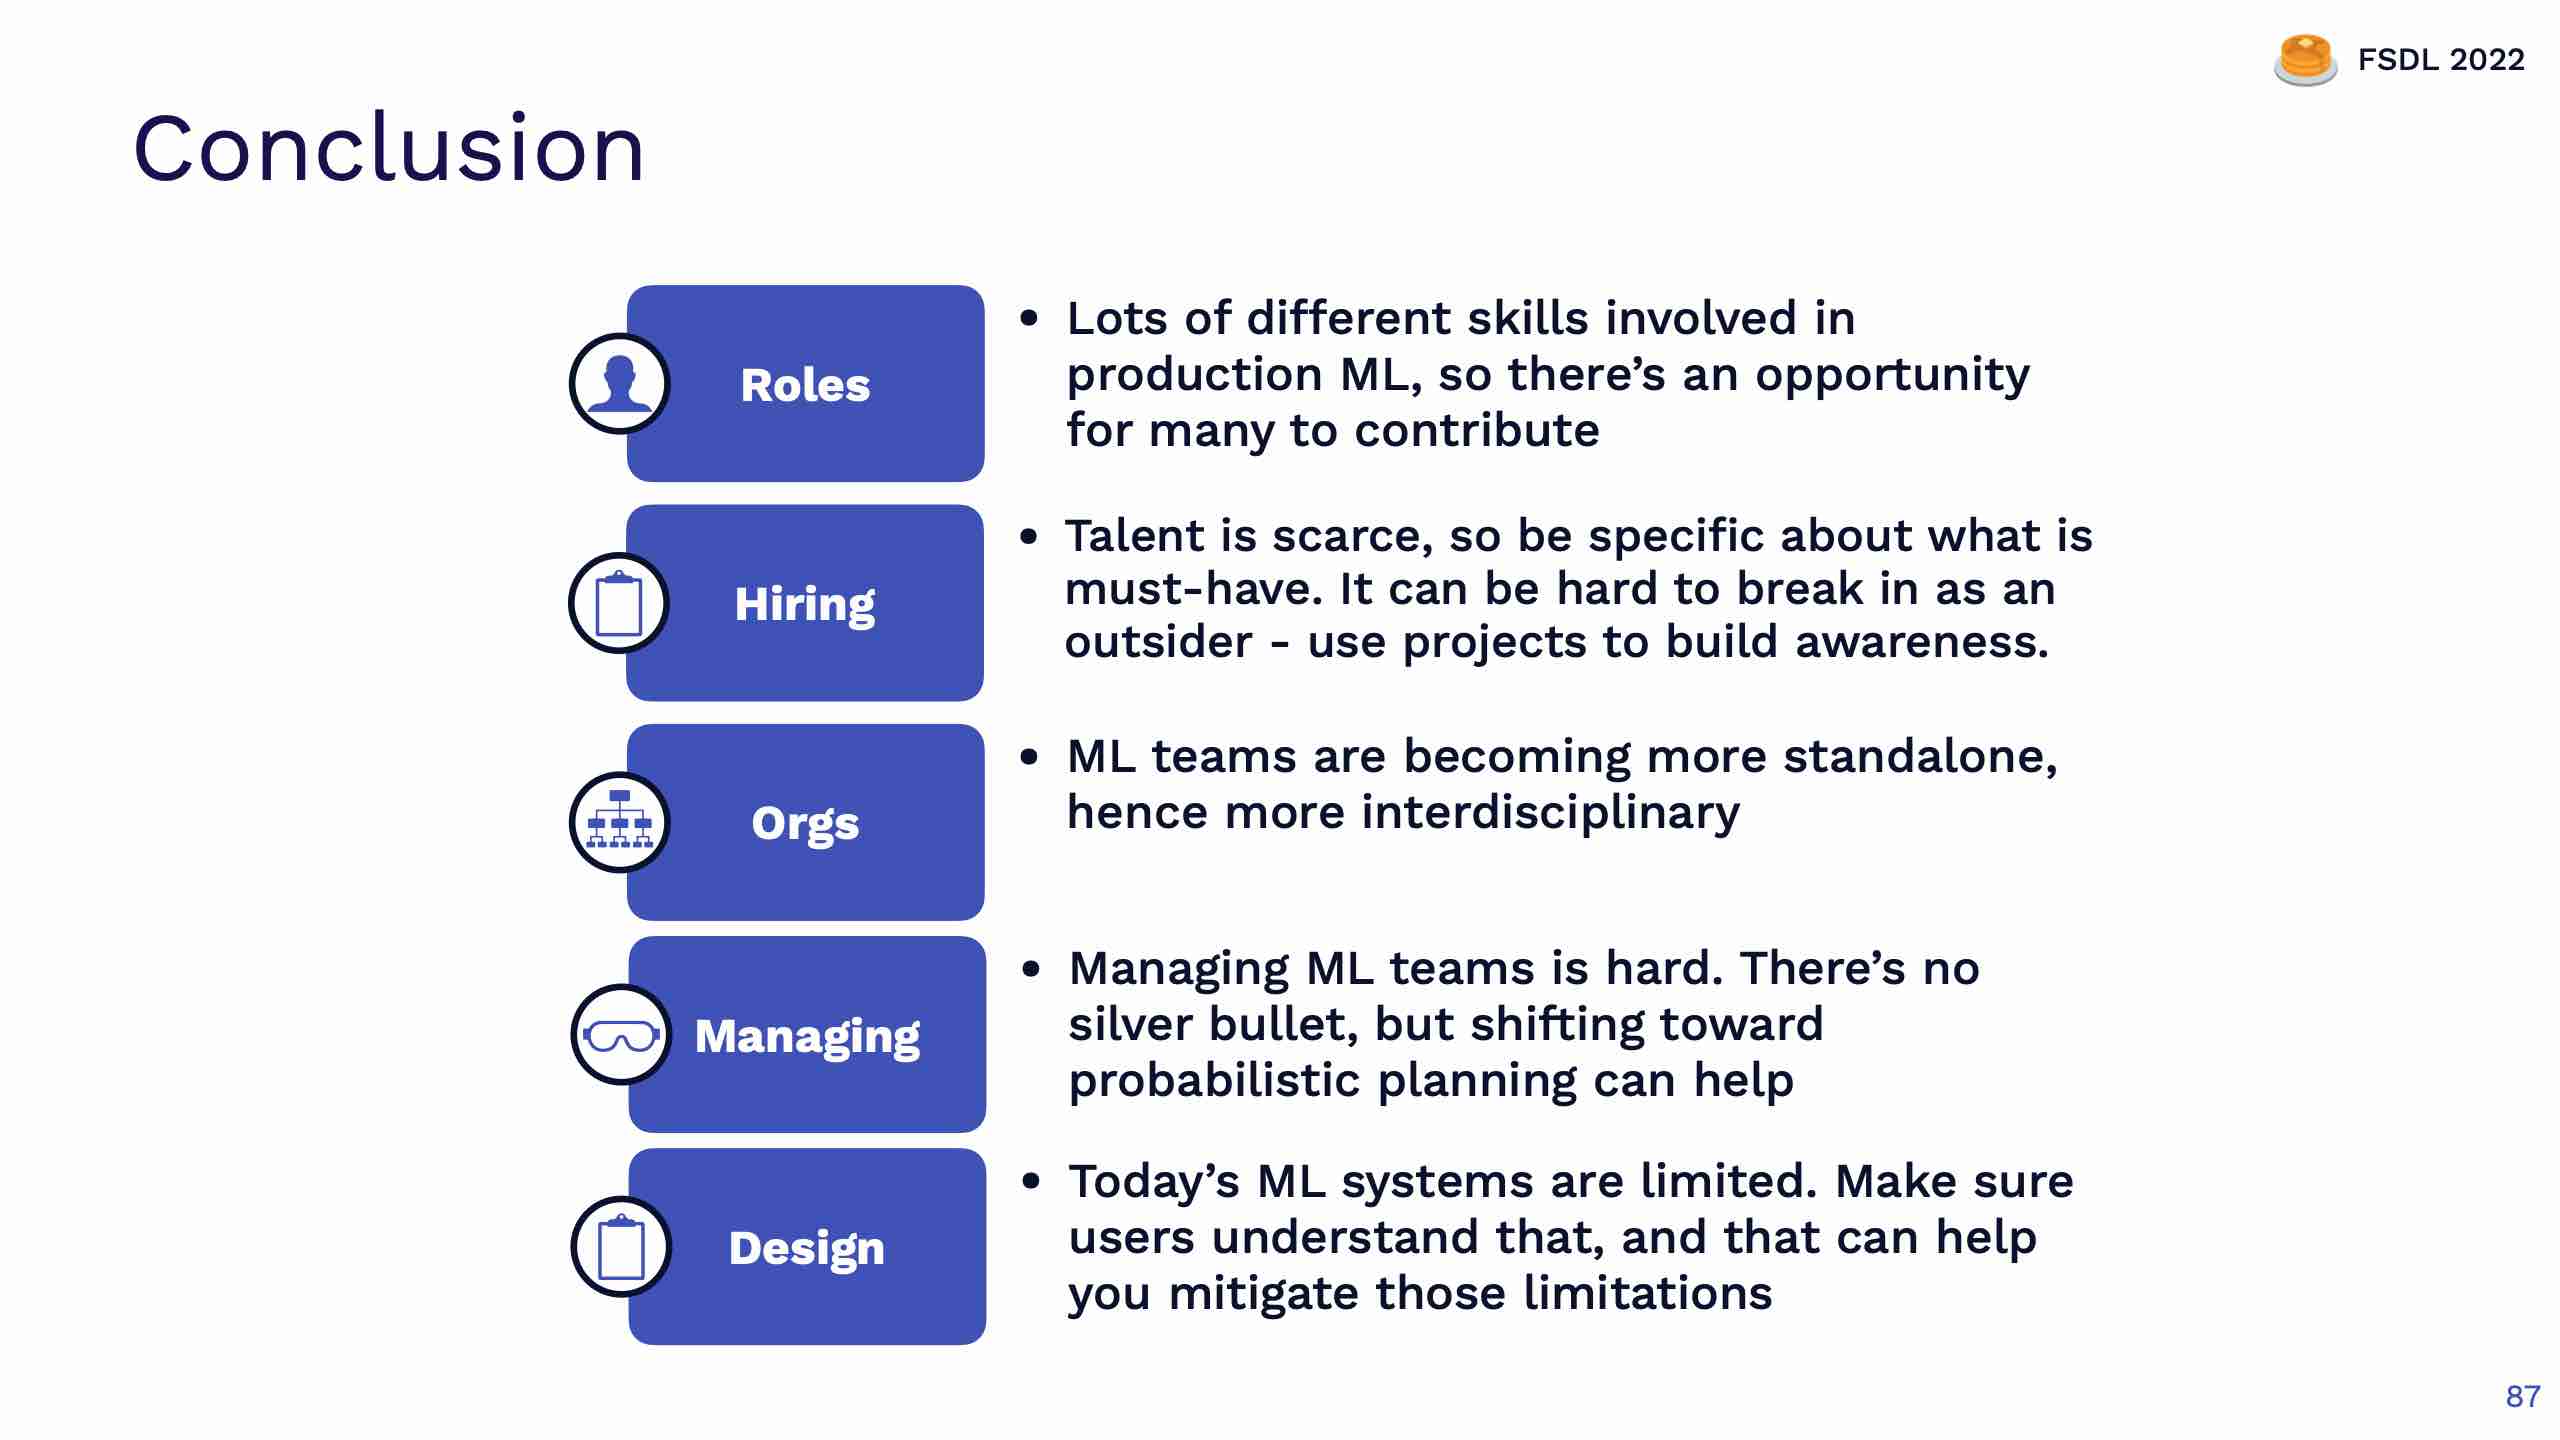 FSDL 2022
Conclusion
Roles
• Lots of different skills involved in
production ML, so there’s an opportunity
for many to contribute
Hiring
• Talent is scarce, so be specific about what is
must-have. It can be hard to break in as an
outsider - use projects to build awareness.
Orgs
• ML teams are becoming more standalone,
hence more interdisciplinary
Managing
• Managing ML teams is hard. There’s no
silver bullet, but shifting toward
probabilistic planning can help
Design
• Today’s ML systems are limited. Make sure
users understand that, and that can help
you mitigate those limitations
87